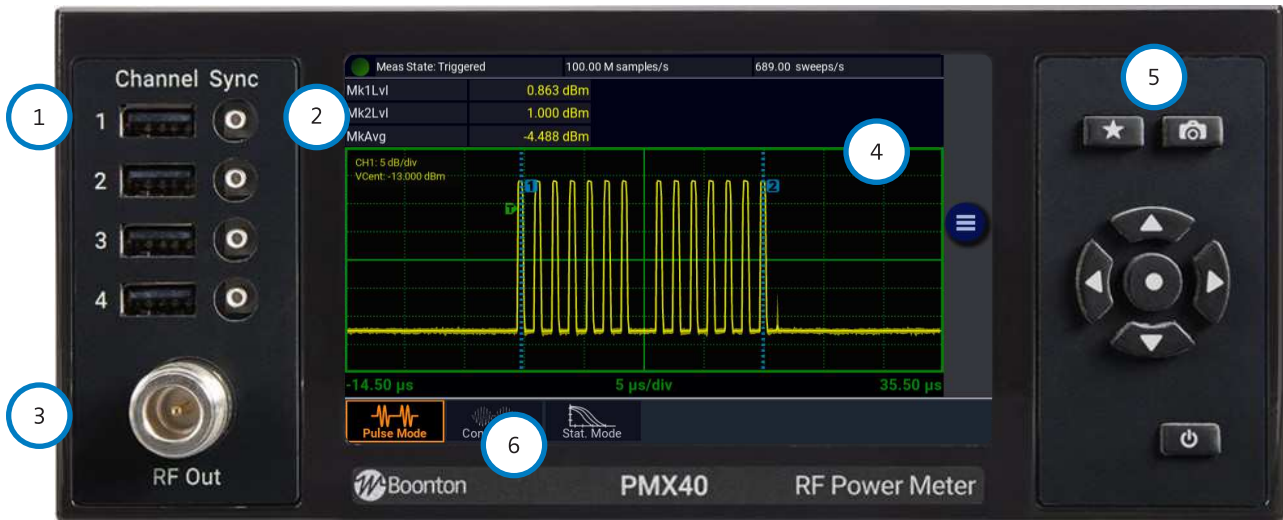 Channel Sync
1
1
2
3
4
3
RF Out
2
Meas State: Triggered 100.00 M samples/s 689.00 sweeps/s
Mk1Lvl 0.863 dBm
Mk2Lvl 1.000 dBm
MkAvg -4.488 dBm
4
CH1: 5 dB/div
VCent: -13.000 dBm
1
2
T
-14.50 µs 5 µs/div 35.50 µs
Pulse Mode Stat. Mode
6
Boonton PMX40 RF Power Meter
5